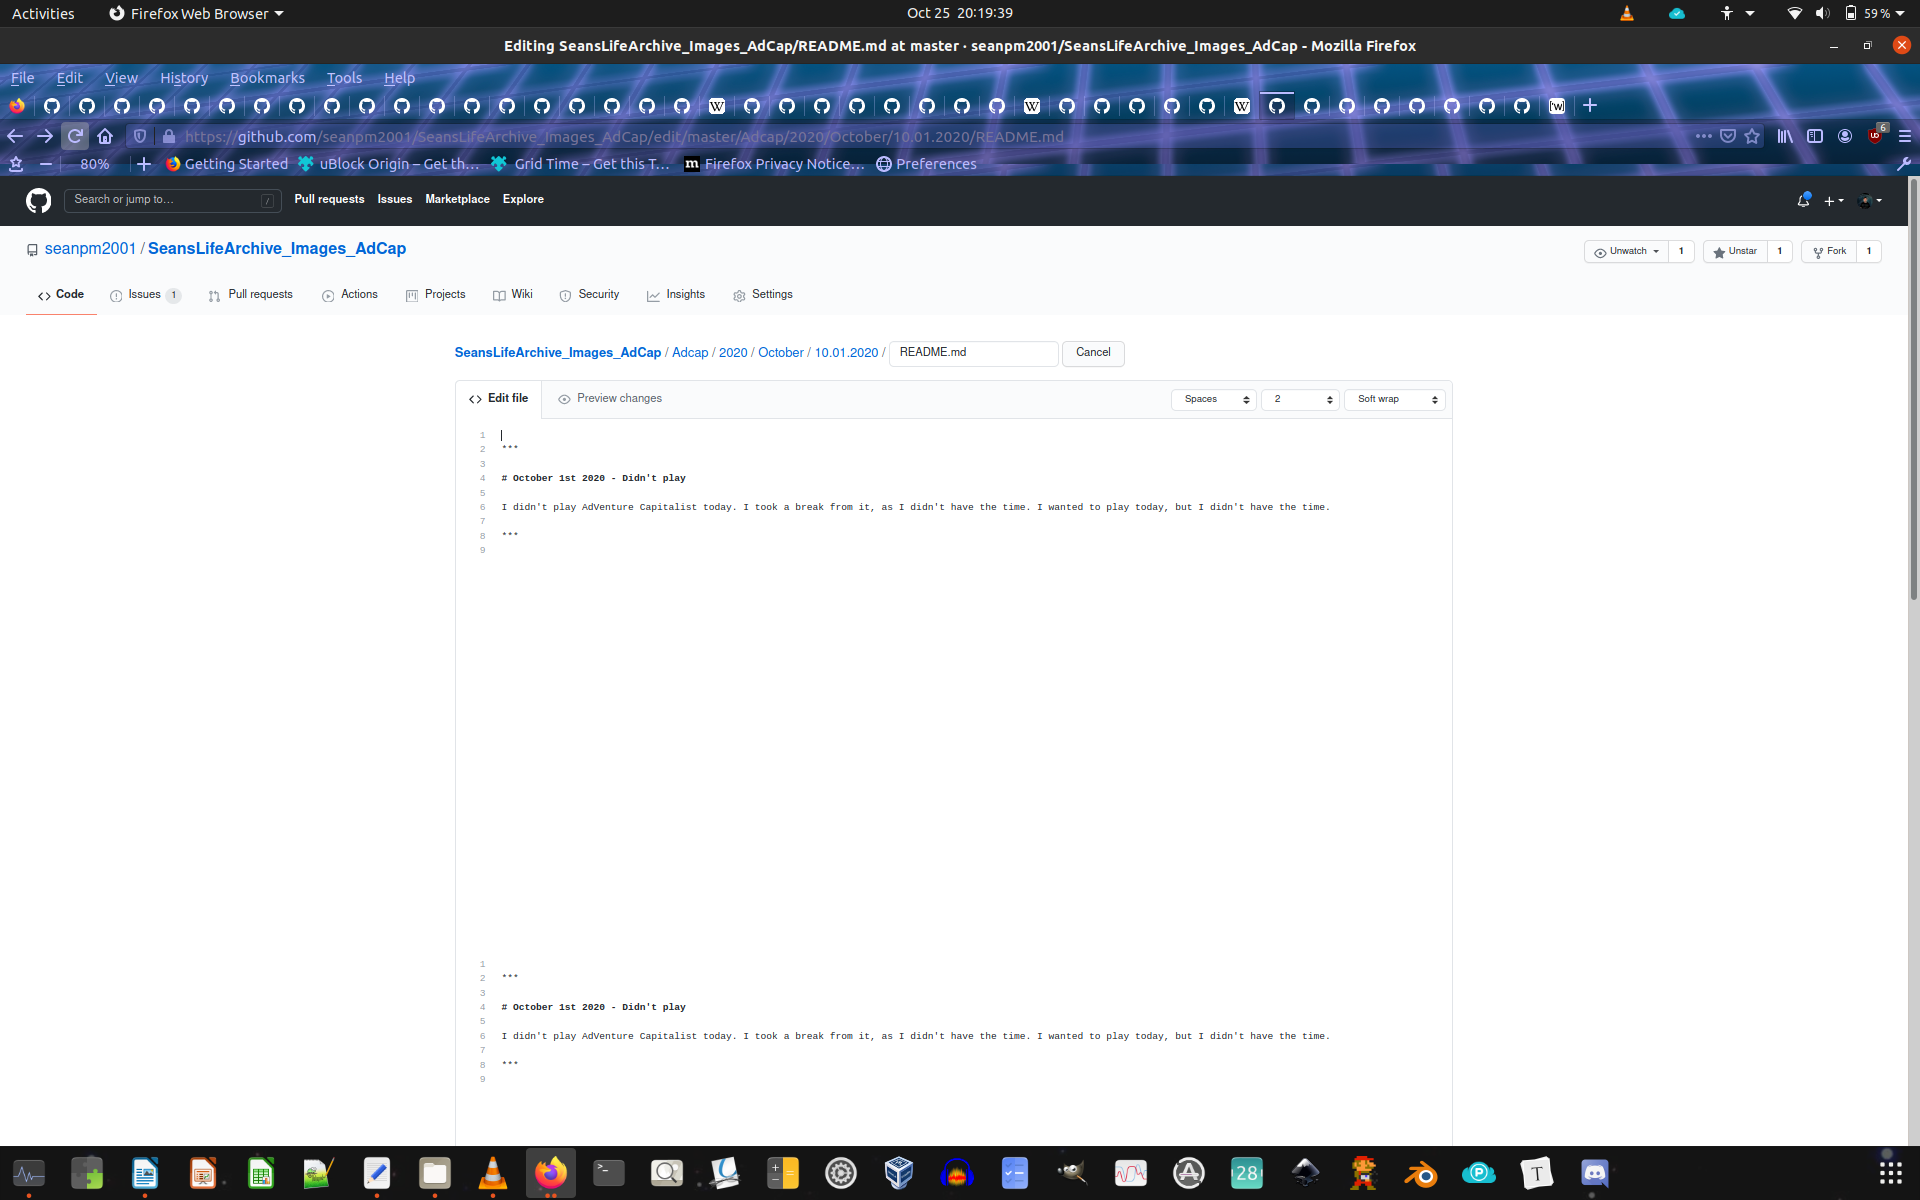 Activities Firefox Web Browser Oct 25 20:19:39 59 %
Editing SeansLifeArchive_Images_AdCap/README.md at master · seanpm2001/SeansLifeArchive_Images_AdCap - Mozilla Firefox
File Edit View History Bookmarks Tools Help
https://github.com/seanpm2001/SeansLifeArchive_Images_AdCap/edit/master/Adcap/2020/October/10.01.2020/README.md 6
80% Getting Started uBlock Origin – Get th… Grid Time – Get this T… Firefox Privacy Notice… Preferences
Search or jump to… / Pull requests Issues Marketplace Explore
seanpm2001 / SeansLifeArchive_Images_AdCap Unwatch 1 Unstar 1 Fork 1
Code Issues 1 Pull requests Actions Projects Wiki Security Insights Settings
SeansLifeArchive_Images_AdCap / Adcap / 2020 / October / 10.01.2020 / README.md Cancel
Edit file Preview changes Spaces 2 Soft wrap
1
2 ***
3
4 # October 1st 2020 - Didn't play
5
6 I didn't play AdVenture Capitalist today. I took a break from it, as I didn't have the time. I wanted to play today, but I didn't have the time.
7
8 ***
9
1
2 ***
3
4 # October 1st 2020 - Didn't play
5
6 I didn't play AdVenture Capitalist today. I took a break from it, as I didn't have the time. I wanted to play today, but I didn't have the time.
7
8 ***
9
28